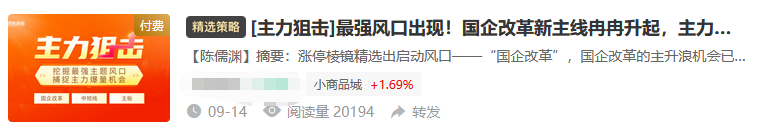 付费
主力狙击
挖掘最强主题风口
捕捉主力爆量机会
国企改革 中短线 主板
精选策略 [主力狙击]最强风口出现！国企改革新主线冉冉升起，主力...
【陈儒渊】摘要：涨停棱镜精选出启动风口——“国企改革”，国企改革的主升浪机会已...
小商品城 +1.69%
09-14 阅读量 20194 转发